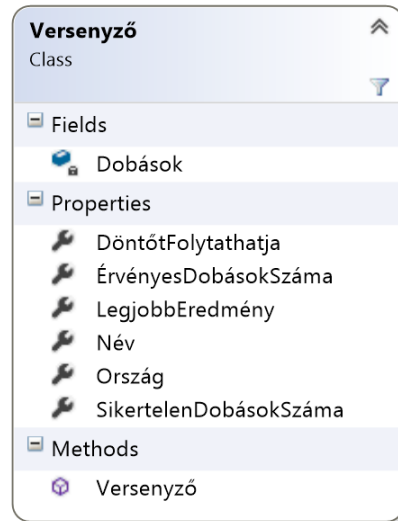 Versenyző
Class
Fields
Dobások
Properties
DöntőtFolytathatja
ÉrvényesDobásokSzáma
LegjobbEredmény
Név
Ország
SikertelenDobásokSzáma
Methods
Versenyző